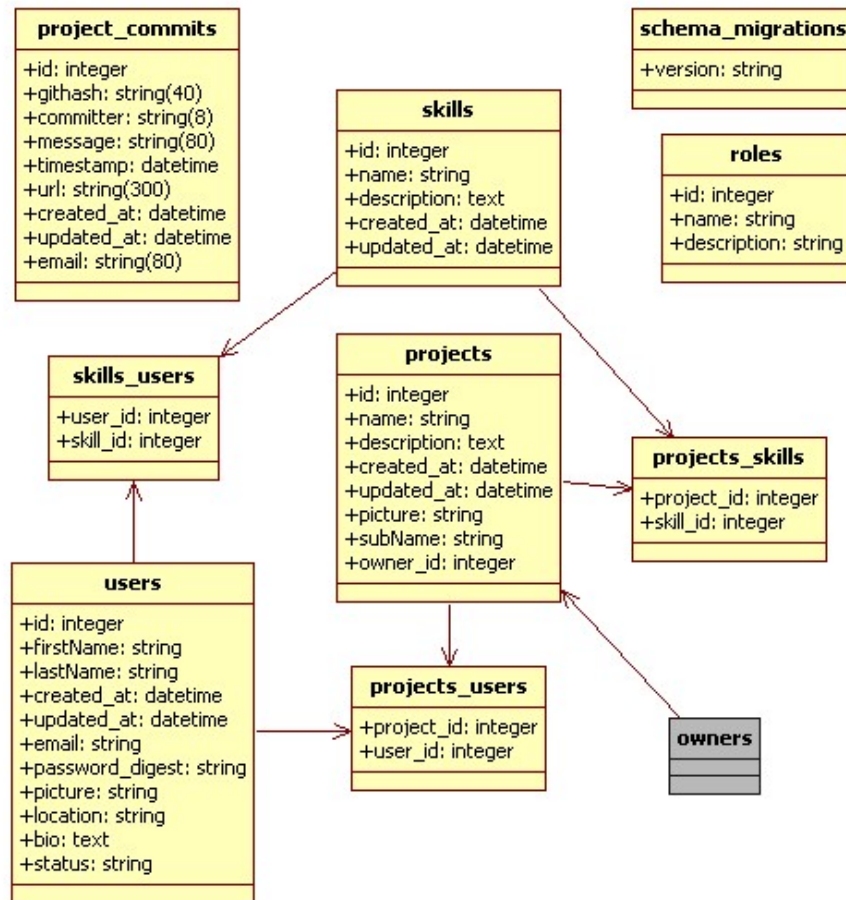 project_commits
+id: integer
+githash: string(40)
+committer: string(8)
+message: string(80)
+timestamp: datetime
+url: string(300)
+created_at: datetime
+updated_at: datetime
+email: string(80)
skills
+id: integer
+name: string
+description: text
+created_at: datetime
+updated_at: datetime
schema_migrations
+version: string
roles
+id: integer
+name: string
+description: string
skills_users
+user_id: integer
+skill_id: integer
projects
+id: integer
+name: string
+description: text
+created_at: datetime
+updated_at: datetime
+picture: string
+subName: string
+owner_id: integer
projects_skills
+project_id: integer
+skill_id: integer
users
+id: integer
+firstName: string
+lastName: string
+created_at: datetime
+updated_at: datetime
+email: string
+password_digest: string
+picture: string
+location: string
+bio: text
+status: string
projects_users
+project_id: integer
+user_id: integer
owners